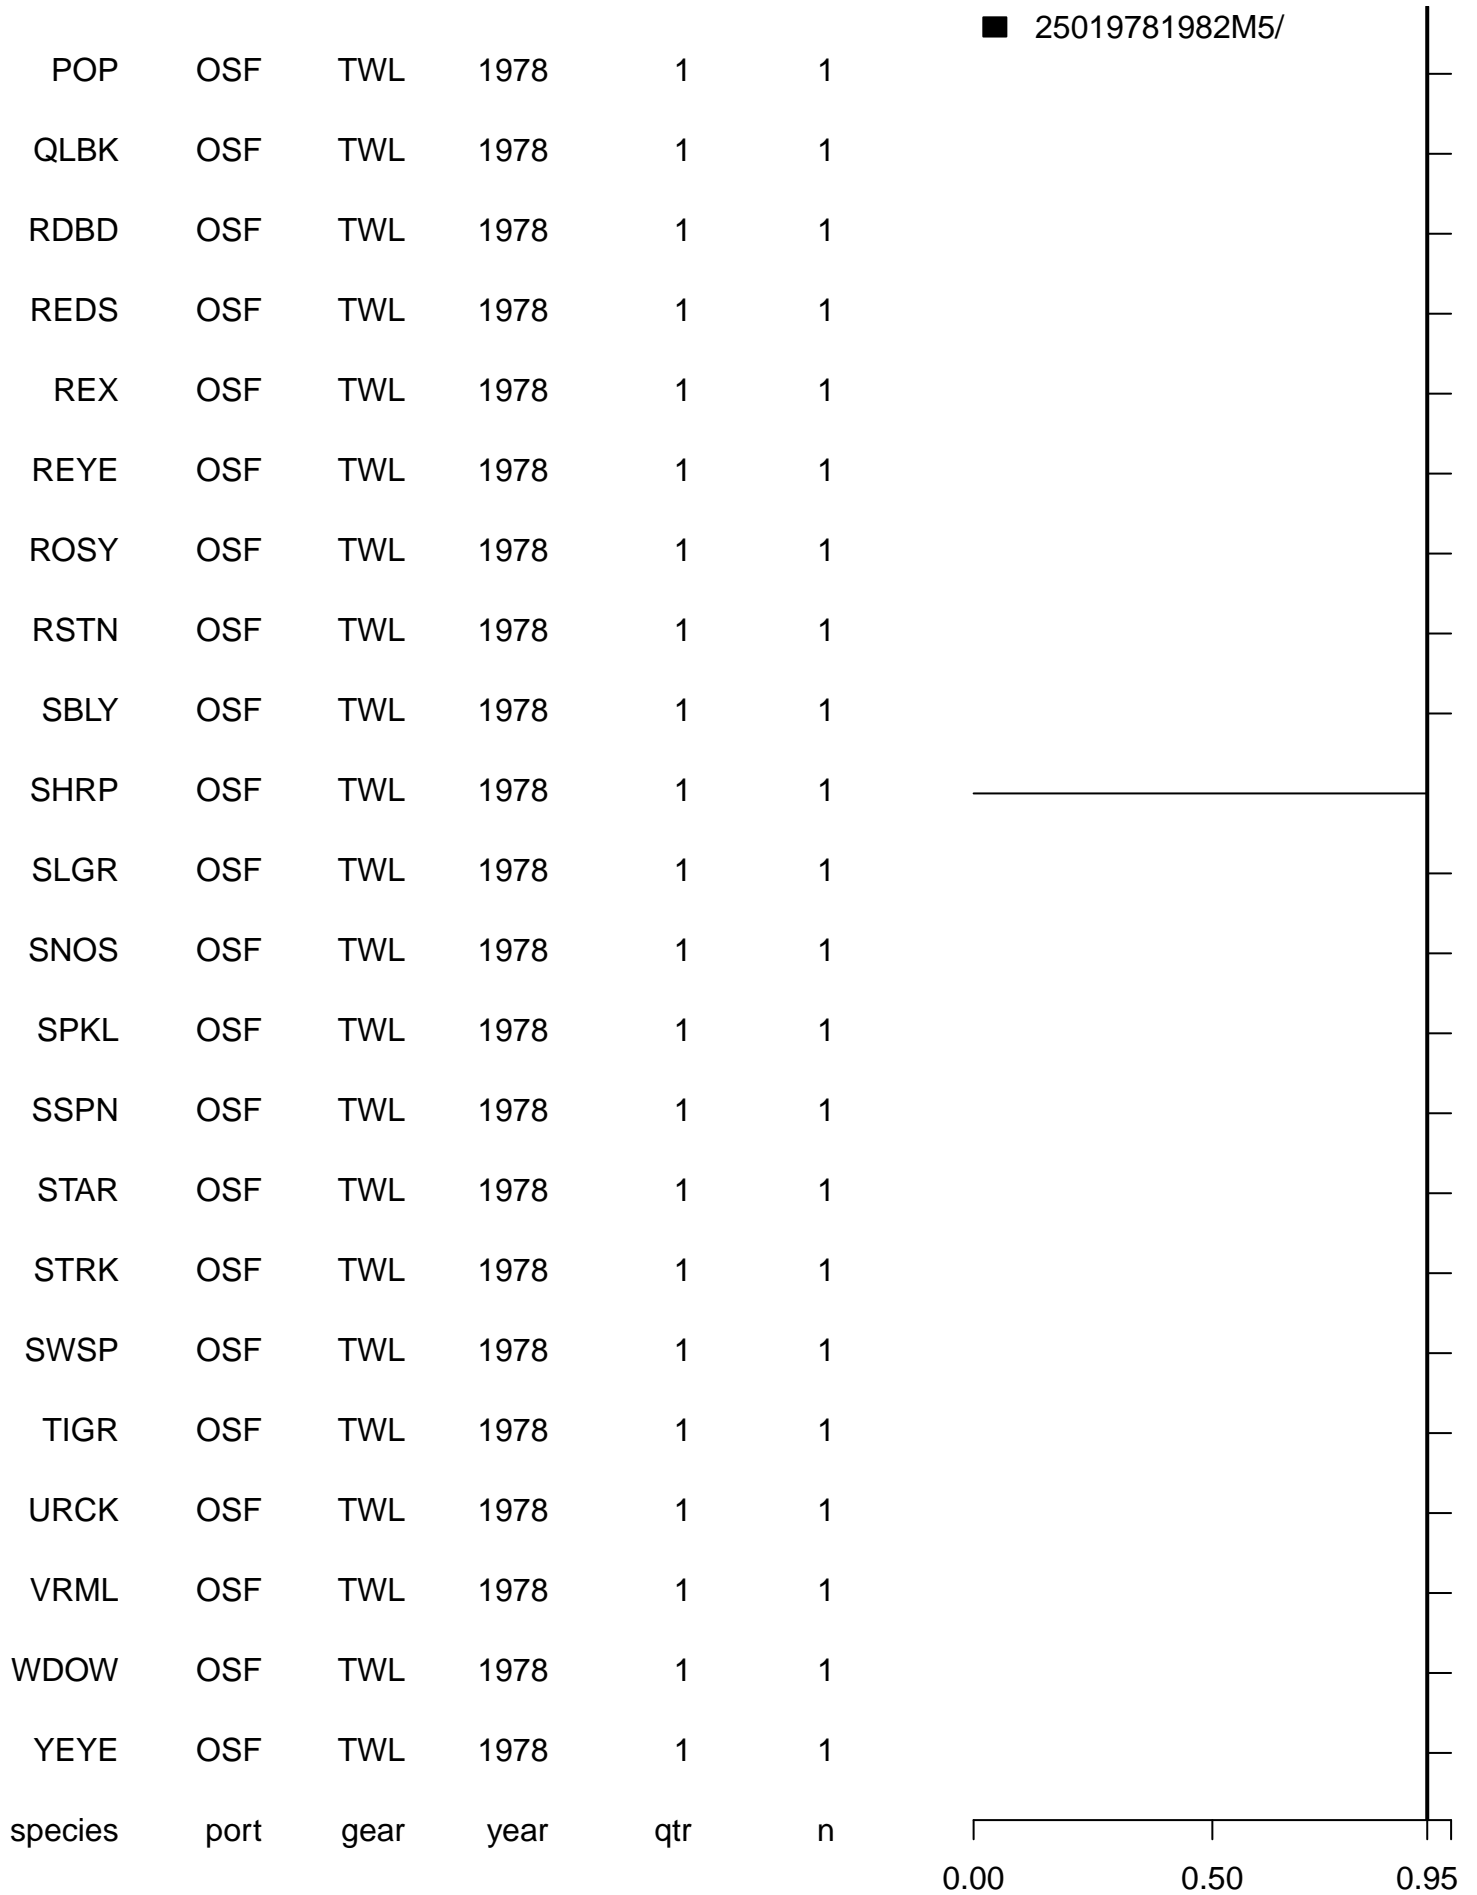 25019781982M5/
POP OSF TWL 1978 1 1
QLBK OSF TWL 1978 1 1
RDBD OSF TWL 1978 1 1
REDS OSF TWL 1978 1 1
REX OSF TWL 1978 1 1
REYE OSF TWL 1978 1 1
ROSY OSF TWL 1978 1 1
RSTN OSF TWL 1978 1 1
SBLY OSF TWL 1978 1 1
SHRP OSF TWL 1978 1 1
SLGR OSF TWL 1978 1 1
SNOS OSF TWL 1978 1 1
SPKL OSF TWL 1978 1 1
SSPN OSF TWL 1978 1 1
STAR OSF TWL 1978 1 1
STRK OSF TWL 1978 1 1
SWSP OSF TWL 1978 1 1
TIGR OSF TWL 1978 1 1
URCK OSF TWL 1978 1 1
VRML OSF TWL 1978 1 1
WDOW OSF TWL 1978 1 1
YEYE OSF TWL 1978 1 1
species port gear year qtr n
0.00 0.50 0.95